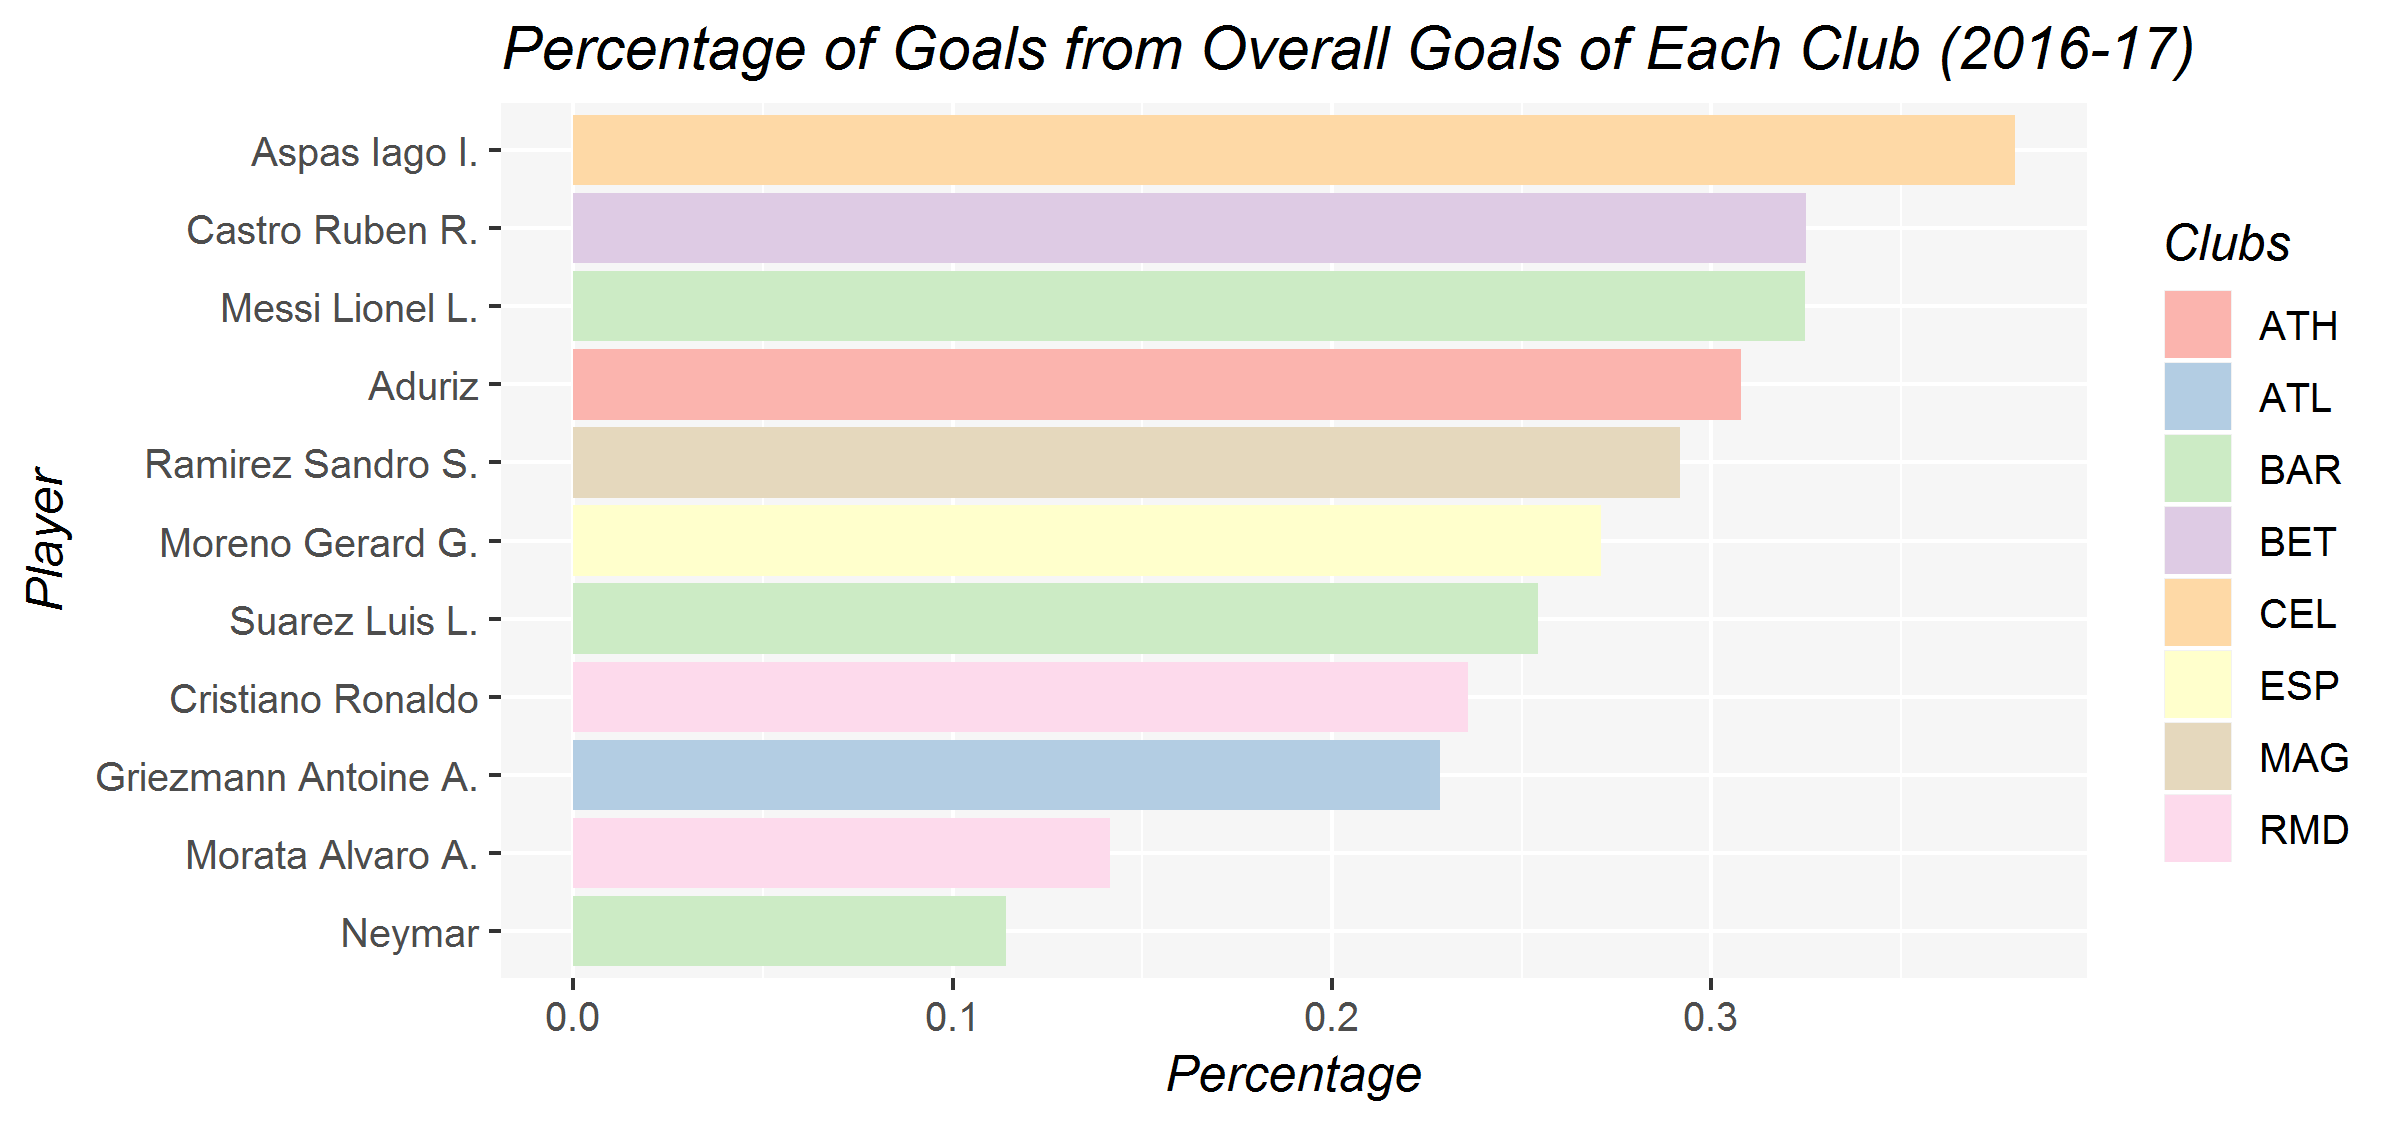 Percentage of Goals from Overall Goals of Each Club (2016-17)
Player
Aspas Iago I.
Castro Ruben R.
Messi Lionel L.
Aduriz
Ramirez Sandro S.
Moreno Gerard G.
Suarez Luis L.
Cristiano Ronaldo
Griezmann Antoine A.
Morata Alvaro A.
Neymar
0.0 0.1 0.2 0.3
Percentage
Clubs
ATH
ATL
BAR
BET
CEL
ESP
MAG
RMD